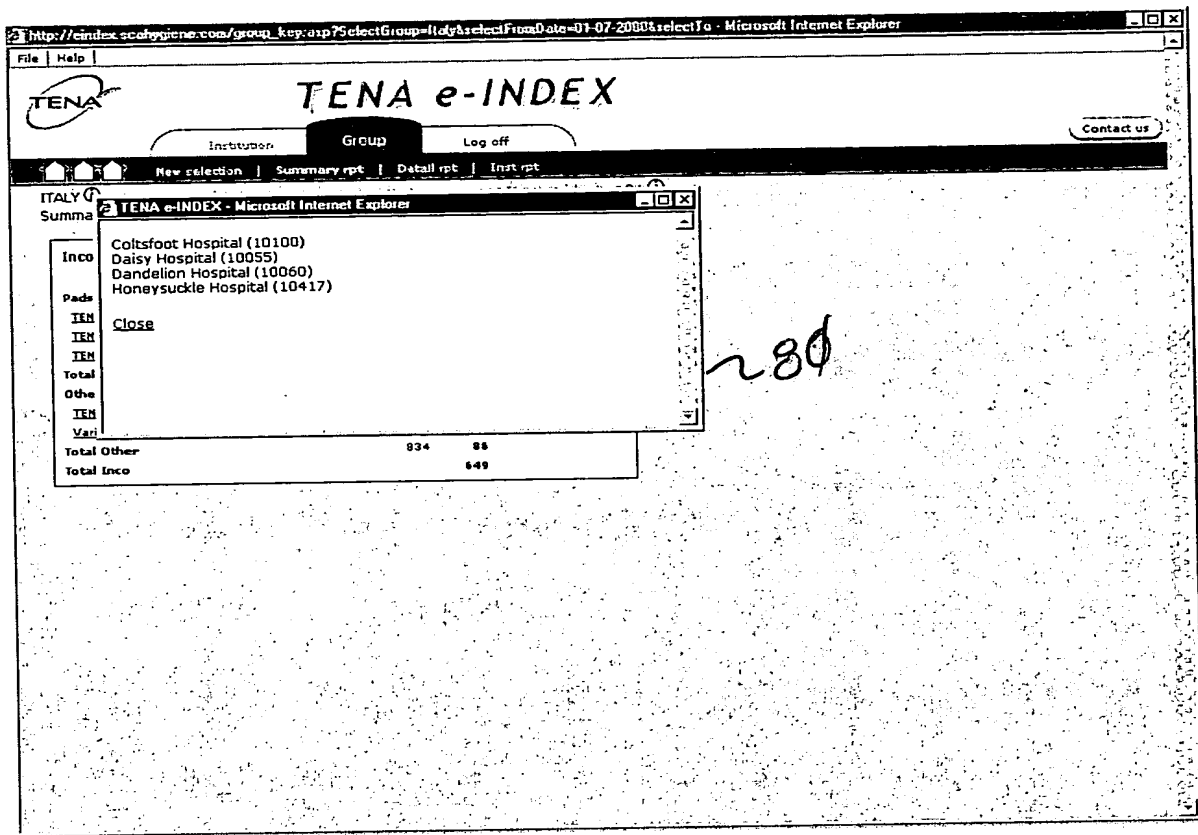 http://eindex.scahygiene.com/group_key.asp?SelectGroup=Italy&selectFromDate=01-07-2000&selectTo - Microsoft Internet Explorer
File | Help |
TENA
TENA e-INDEX
Institution Group Log off
Contact us
New selection | Summary rpt | Detail rpt | Inst rpt
ITALY
Summa
TENA e-INDEX - Microsoft Internet Explorer
Coltsfoot Hospital (10100)
Daisy Hospital (10055)
Dandelion Hospital (10060)
Honeysuckle Hospital (10417)
Close
Inco
Pads
TEN
TEN
TEN
Total
Othe
TEN
Vari
Total Other 834 86
Total Inco 649
80